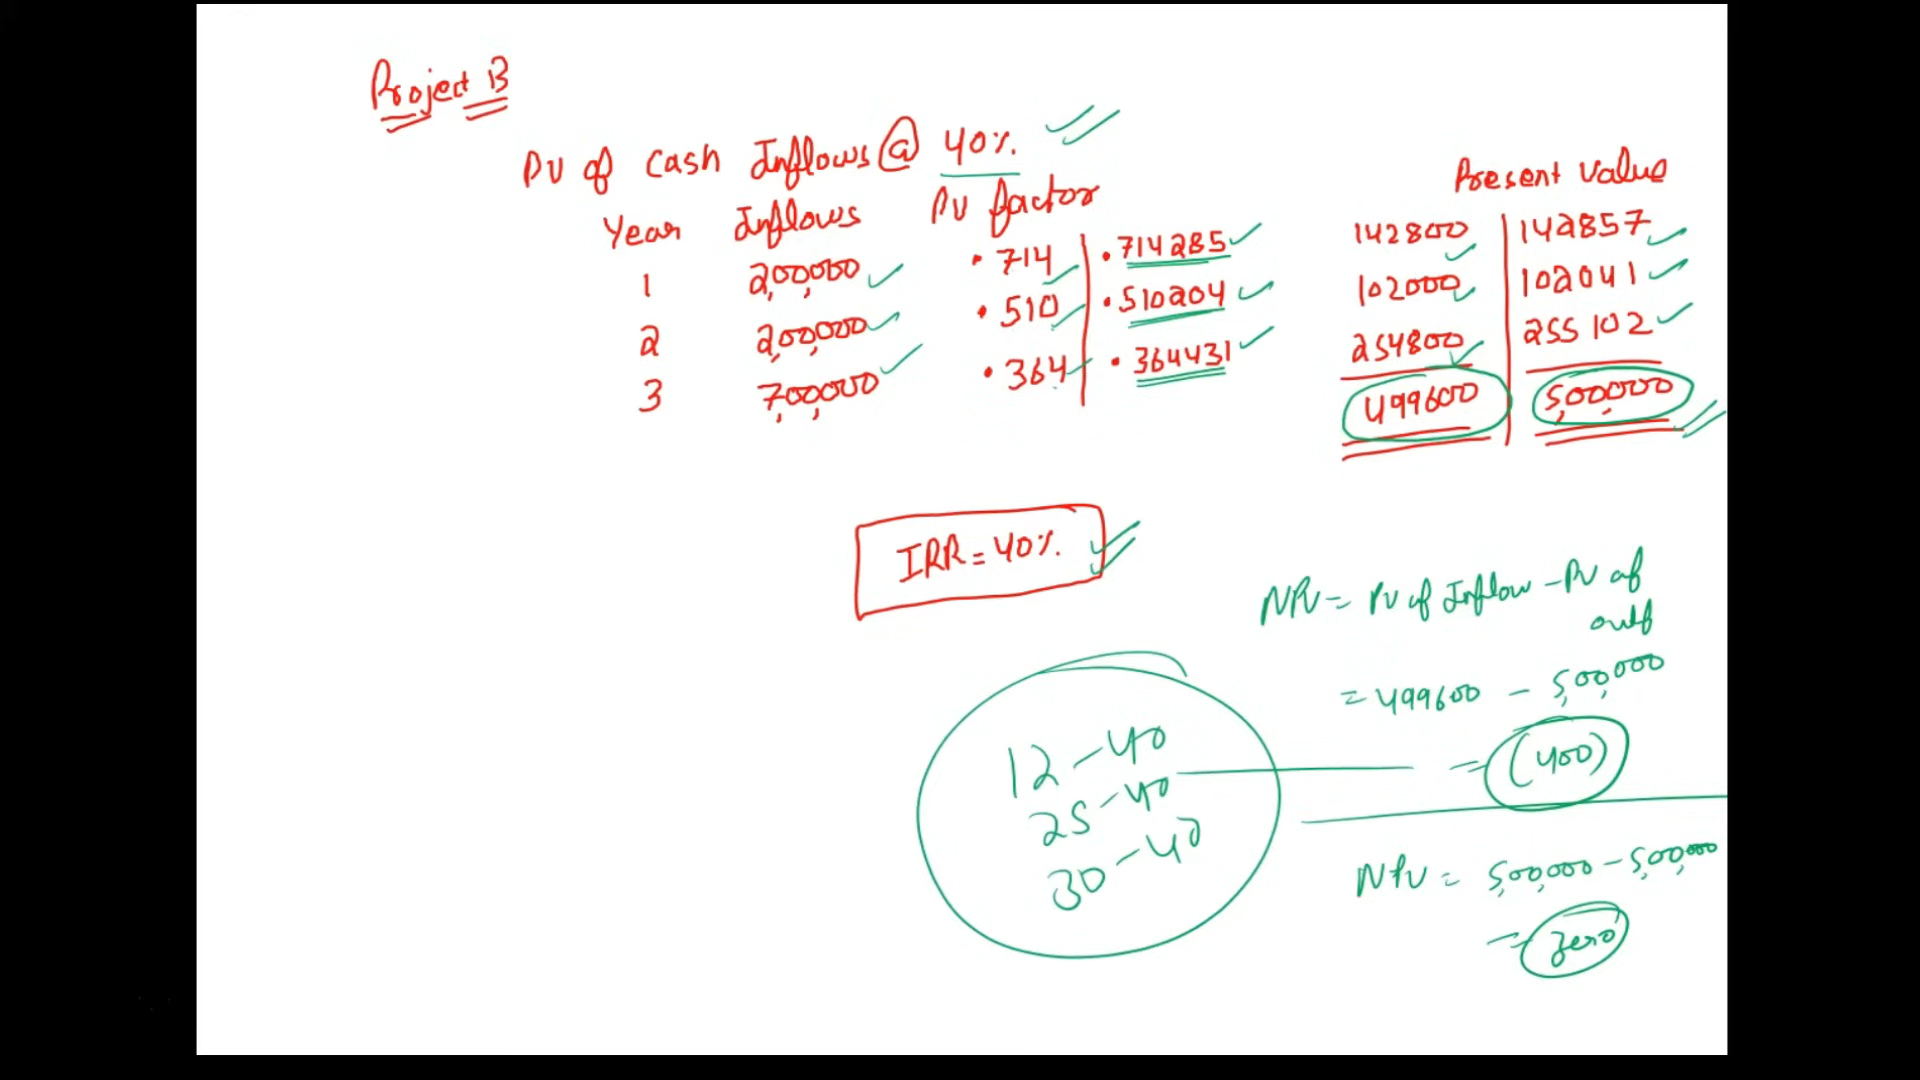 Project B
PV of Cash Inflows @ 40%.
Year Inflows PV factor Present Value
1 2,00,000 .714 .714285 142800 142857
2 2,00,000 .510 .510204 102000 102041
3 7,00,000 .364 .364431 254800 255102
499600 5,00,000
IRR = 40%.
NPV = PV of Inflow - PV of
outf
= 499600 - 5,00,000
= (400)
12 - 40
25 - 40
30 - 40
NPV = 5,00,000 - 5,00,000
= Zero